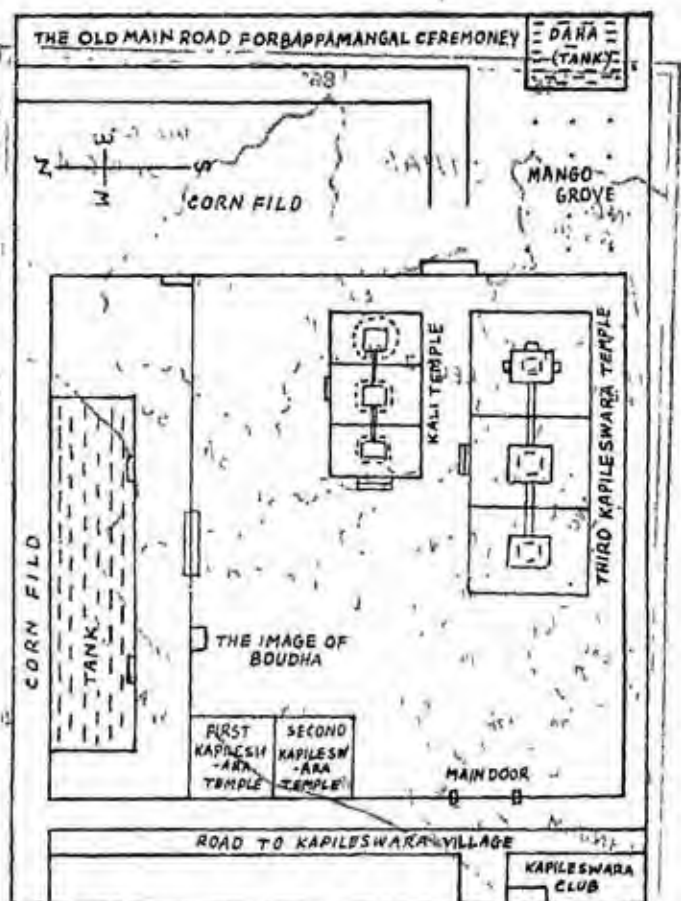 THE OLD MAIN ROAD FORBAPPAMANGAL CEREMONEY
DAHA
(TANK)
N
E
S
W
CORN FILD
MANGO
GROVE
KALI TEMPLE
THIRD KAPILESWARA TEMPLE
CORN FILD
TANK
THE IMAGE OF
BOUDHA
FIRST
KAPILESW
-ARA
TEMPLE
SECOND
KAPILESW
-ARA
TEMPLE
MAIN DOOR
ROAD TO KAPILESWARA VILLAGE
KAPILESWARA
CLUB